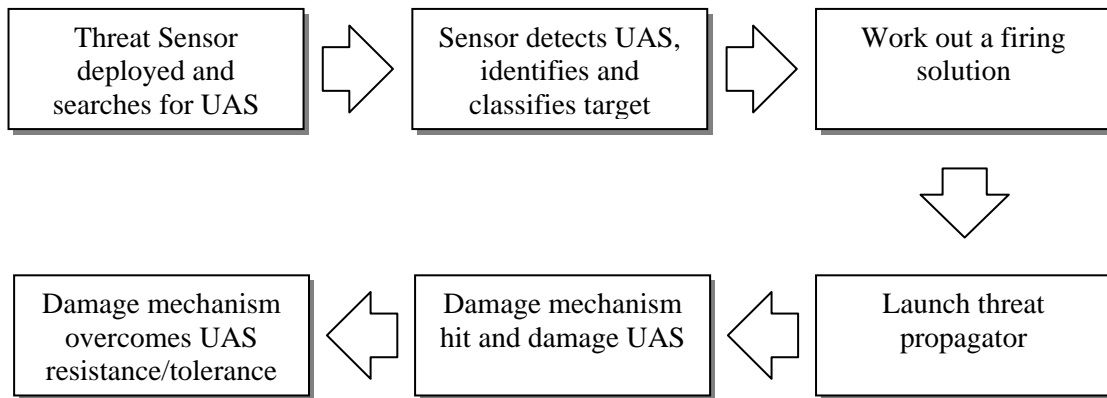 Threat Sensor
deployed and
searches for UAS
Sensor detects UAS,
identifies and
classifies target
Work out a firing
solution
Launch threat
propagator
Damage mechanism
hit and damage UAS
Damage mechanism
overcomes UAS
resistance/tolerance